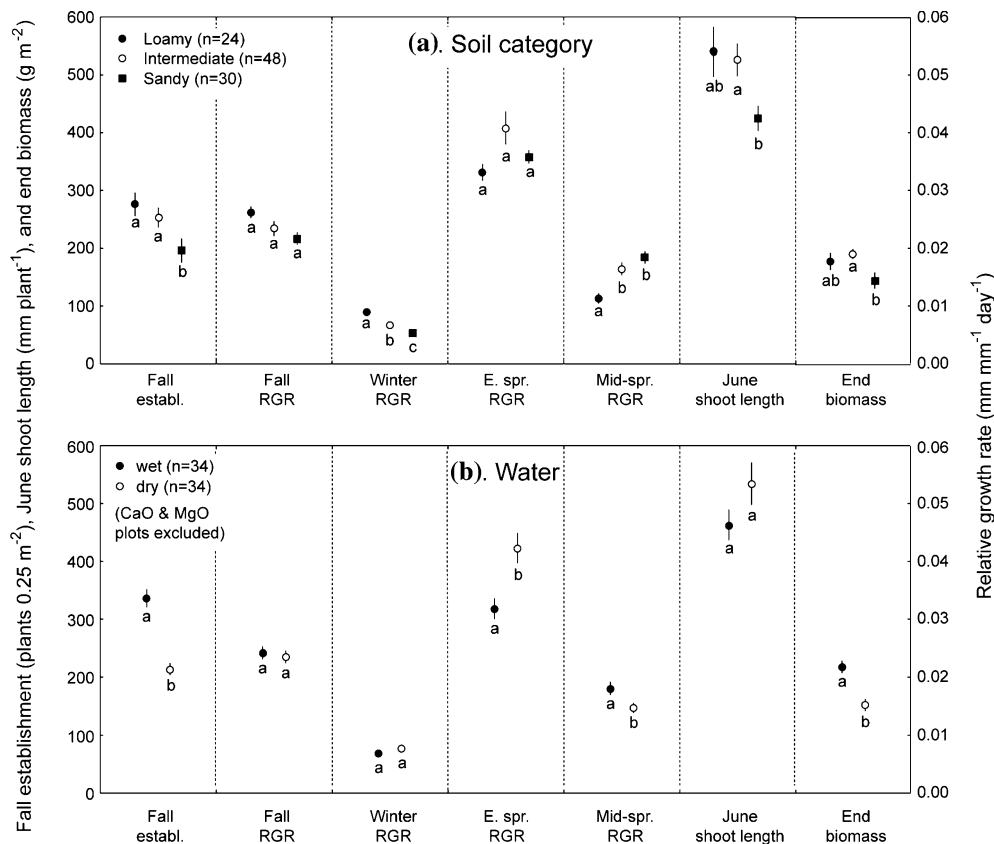 Fall establishment (plants 0.25 m-2), June shoot length (mm plant-1), and end biomass (g m-2)
600
500
400
300
200
100
0
Loamy (n=24)
Intermediate (n=48)
Sandy (n=30)
(a). Soil category
a
a
b
a
a
a
a
b
c
a
a
a
a
b
b
ab
a
b
ab
a
b
0.06
0.05
0.04
0.03
0.02
0.01
0.00
Fall
establ.
Fall
RGR
Winter
RGR
E. spr.
RGR
Mid-spr.
RGR
June
shoot length
End
biomass
600
500
400
300
200
100
0
wet (n=34)
dry (n=34)
(CaO & MgO
plots excluded)
(b). Water
a
b
a
a
a
a
a
b
a
b
a
a
a
b
0.06
0.05
0.04
0.03
0.02
0.01
0.00
Fall
establ.
Fall
RGR
Winter
RGR
E. spr.
RGR
Mid-spr.
RGR
June
shoot length
End
biomass
Relative growth rate (mm mm-1 day-1)